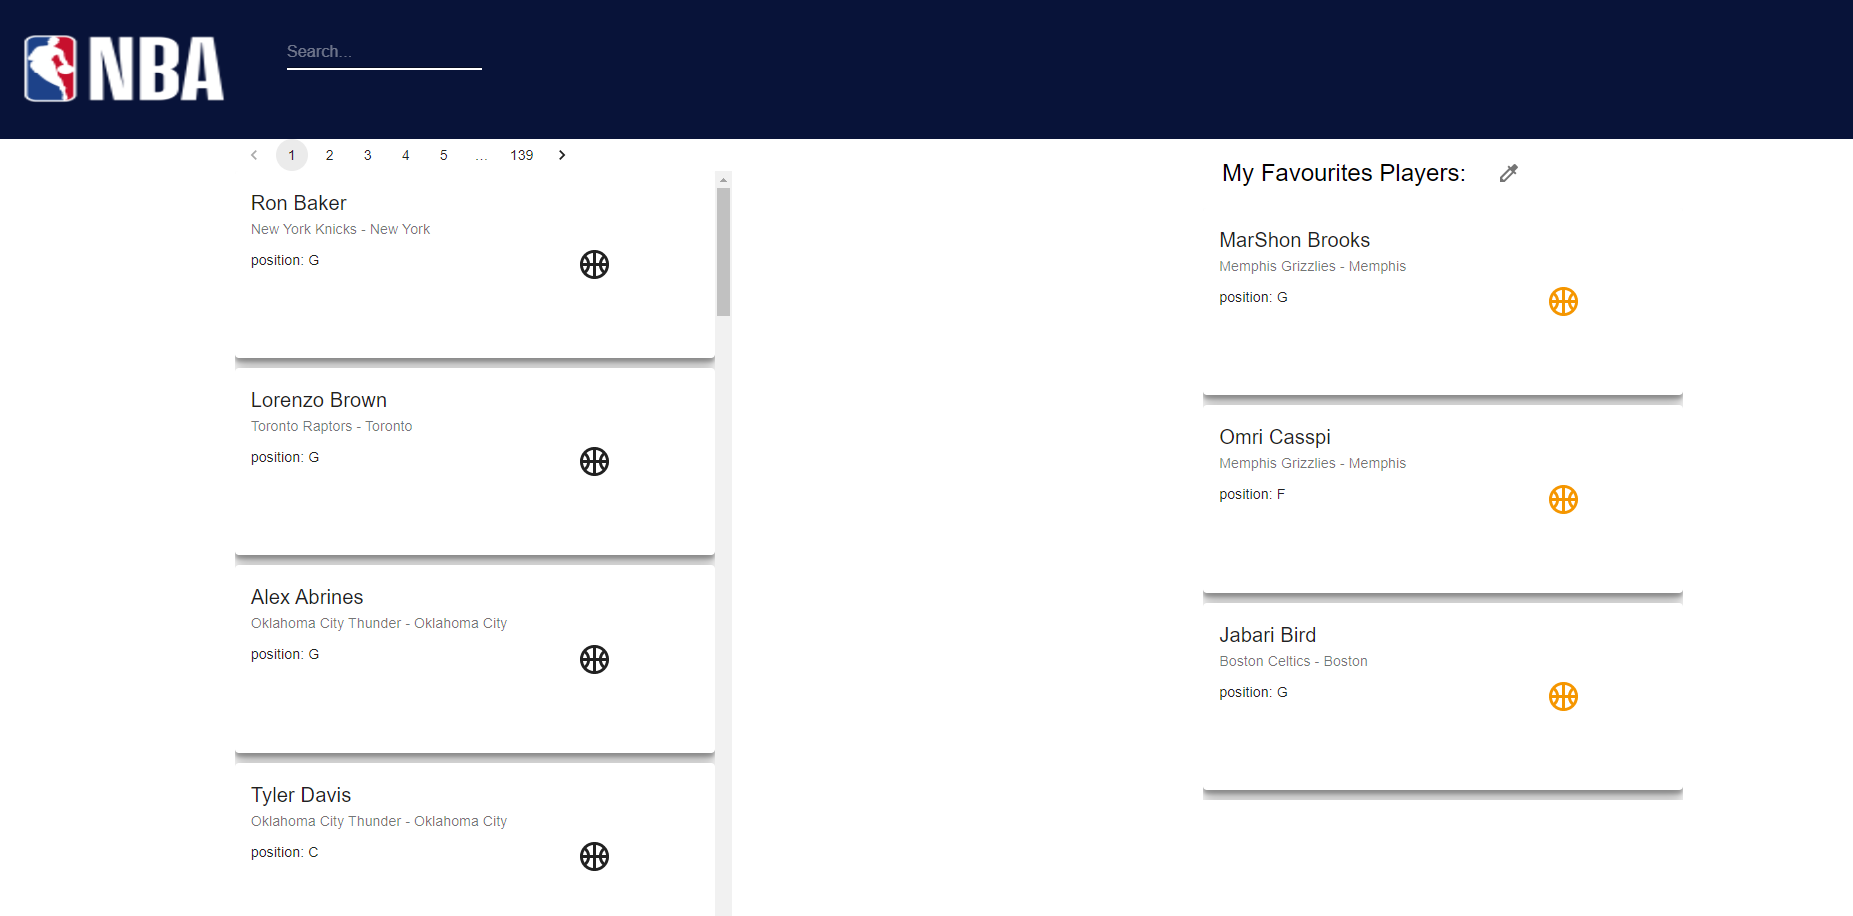 NBA
Search...
1 2 3 4 5 ... 139
Ron Baker
New York Knicks - New York
position: G
Lorenzo Brown
Toronto Raptors - Toronto
position: G
Alex Abrines
Oklahoma City Thunder - Oklahoma City
position: G
Tyler Davis
Oklahoma City Thunder - Oklahoma City
position: C
My Favourites Players:
MarShon Brooks
Memphis Grizzlies - Memphis
position: G
Omri Casspi
Memphis Grizzlies - Memphis
position: F
Jabari Bird
Boston Celtics - Boston
position: G